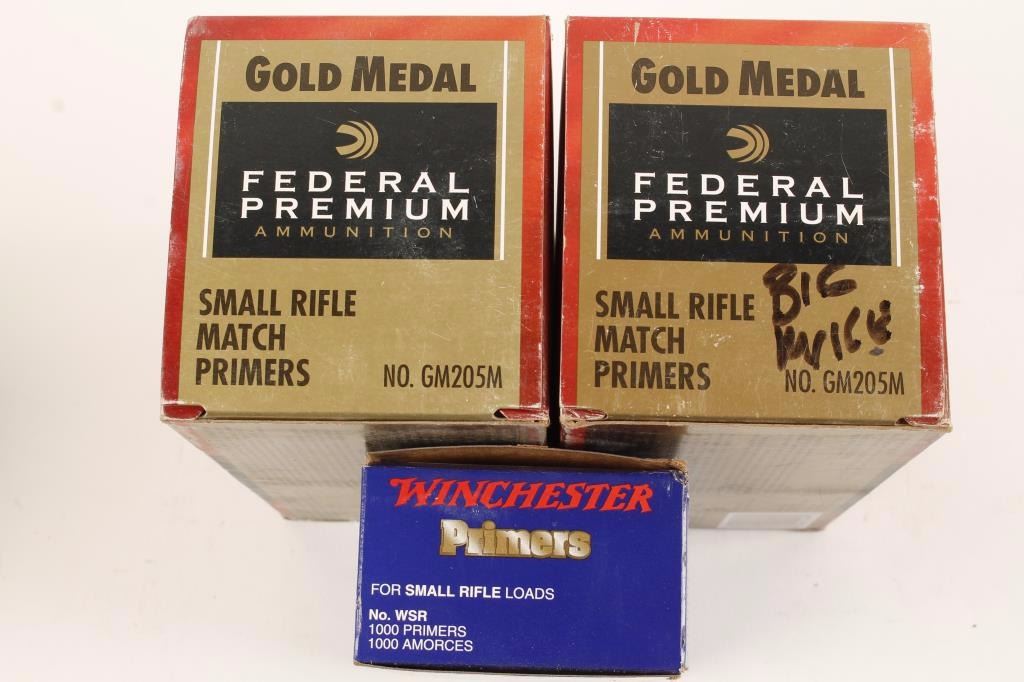 GOLD MEDAL
FEDERAL
PREMIUM
AMMUNITION
SMALL RIFLE
MATCH
PRIMERS
NO. GM205M
GOLD MEDAL
FEDERAL
PREMIUM
AMMUNITION
SMALL RIFLE
MATCH
PRIMERS
NO. GM205M
BIG
WINCHESTER
Primers
FOR SMALL RIFLE LOADS
No. WSR
1000 PRIMERS
1000 AMORCES